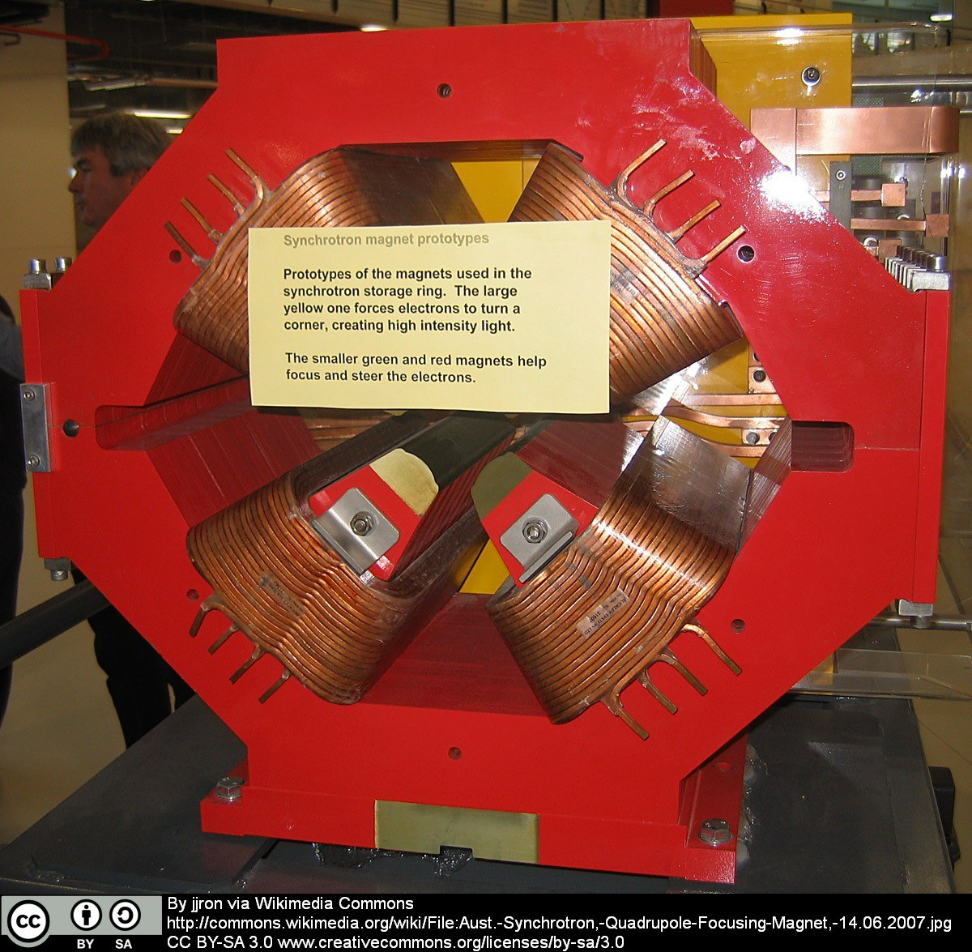 Synchrotron magnet prototypes
Prototypes of the magnets used in the
synchrotron storage ring. The large
yellow one forces electrons to turn a
corner, creating high intensity light.
The smaller green and red magnets help
focus and steer the electrons.
cc
BY SA
By jjron via Wikimedia Commons
http://commons.wikimedia.org/wiki/File:Aust.-Synchrotron,-Quadrupole-Focusing-Magnet,-14.06.2007.jpg
CC BY-SA 3.0 www.creativecommons.org/licenses/by-sa/3.0